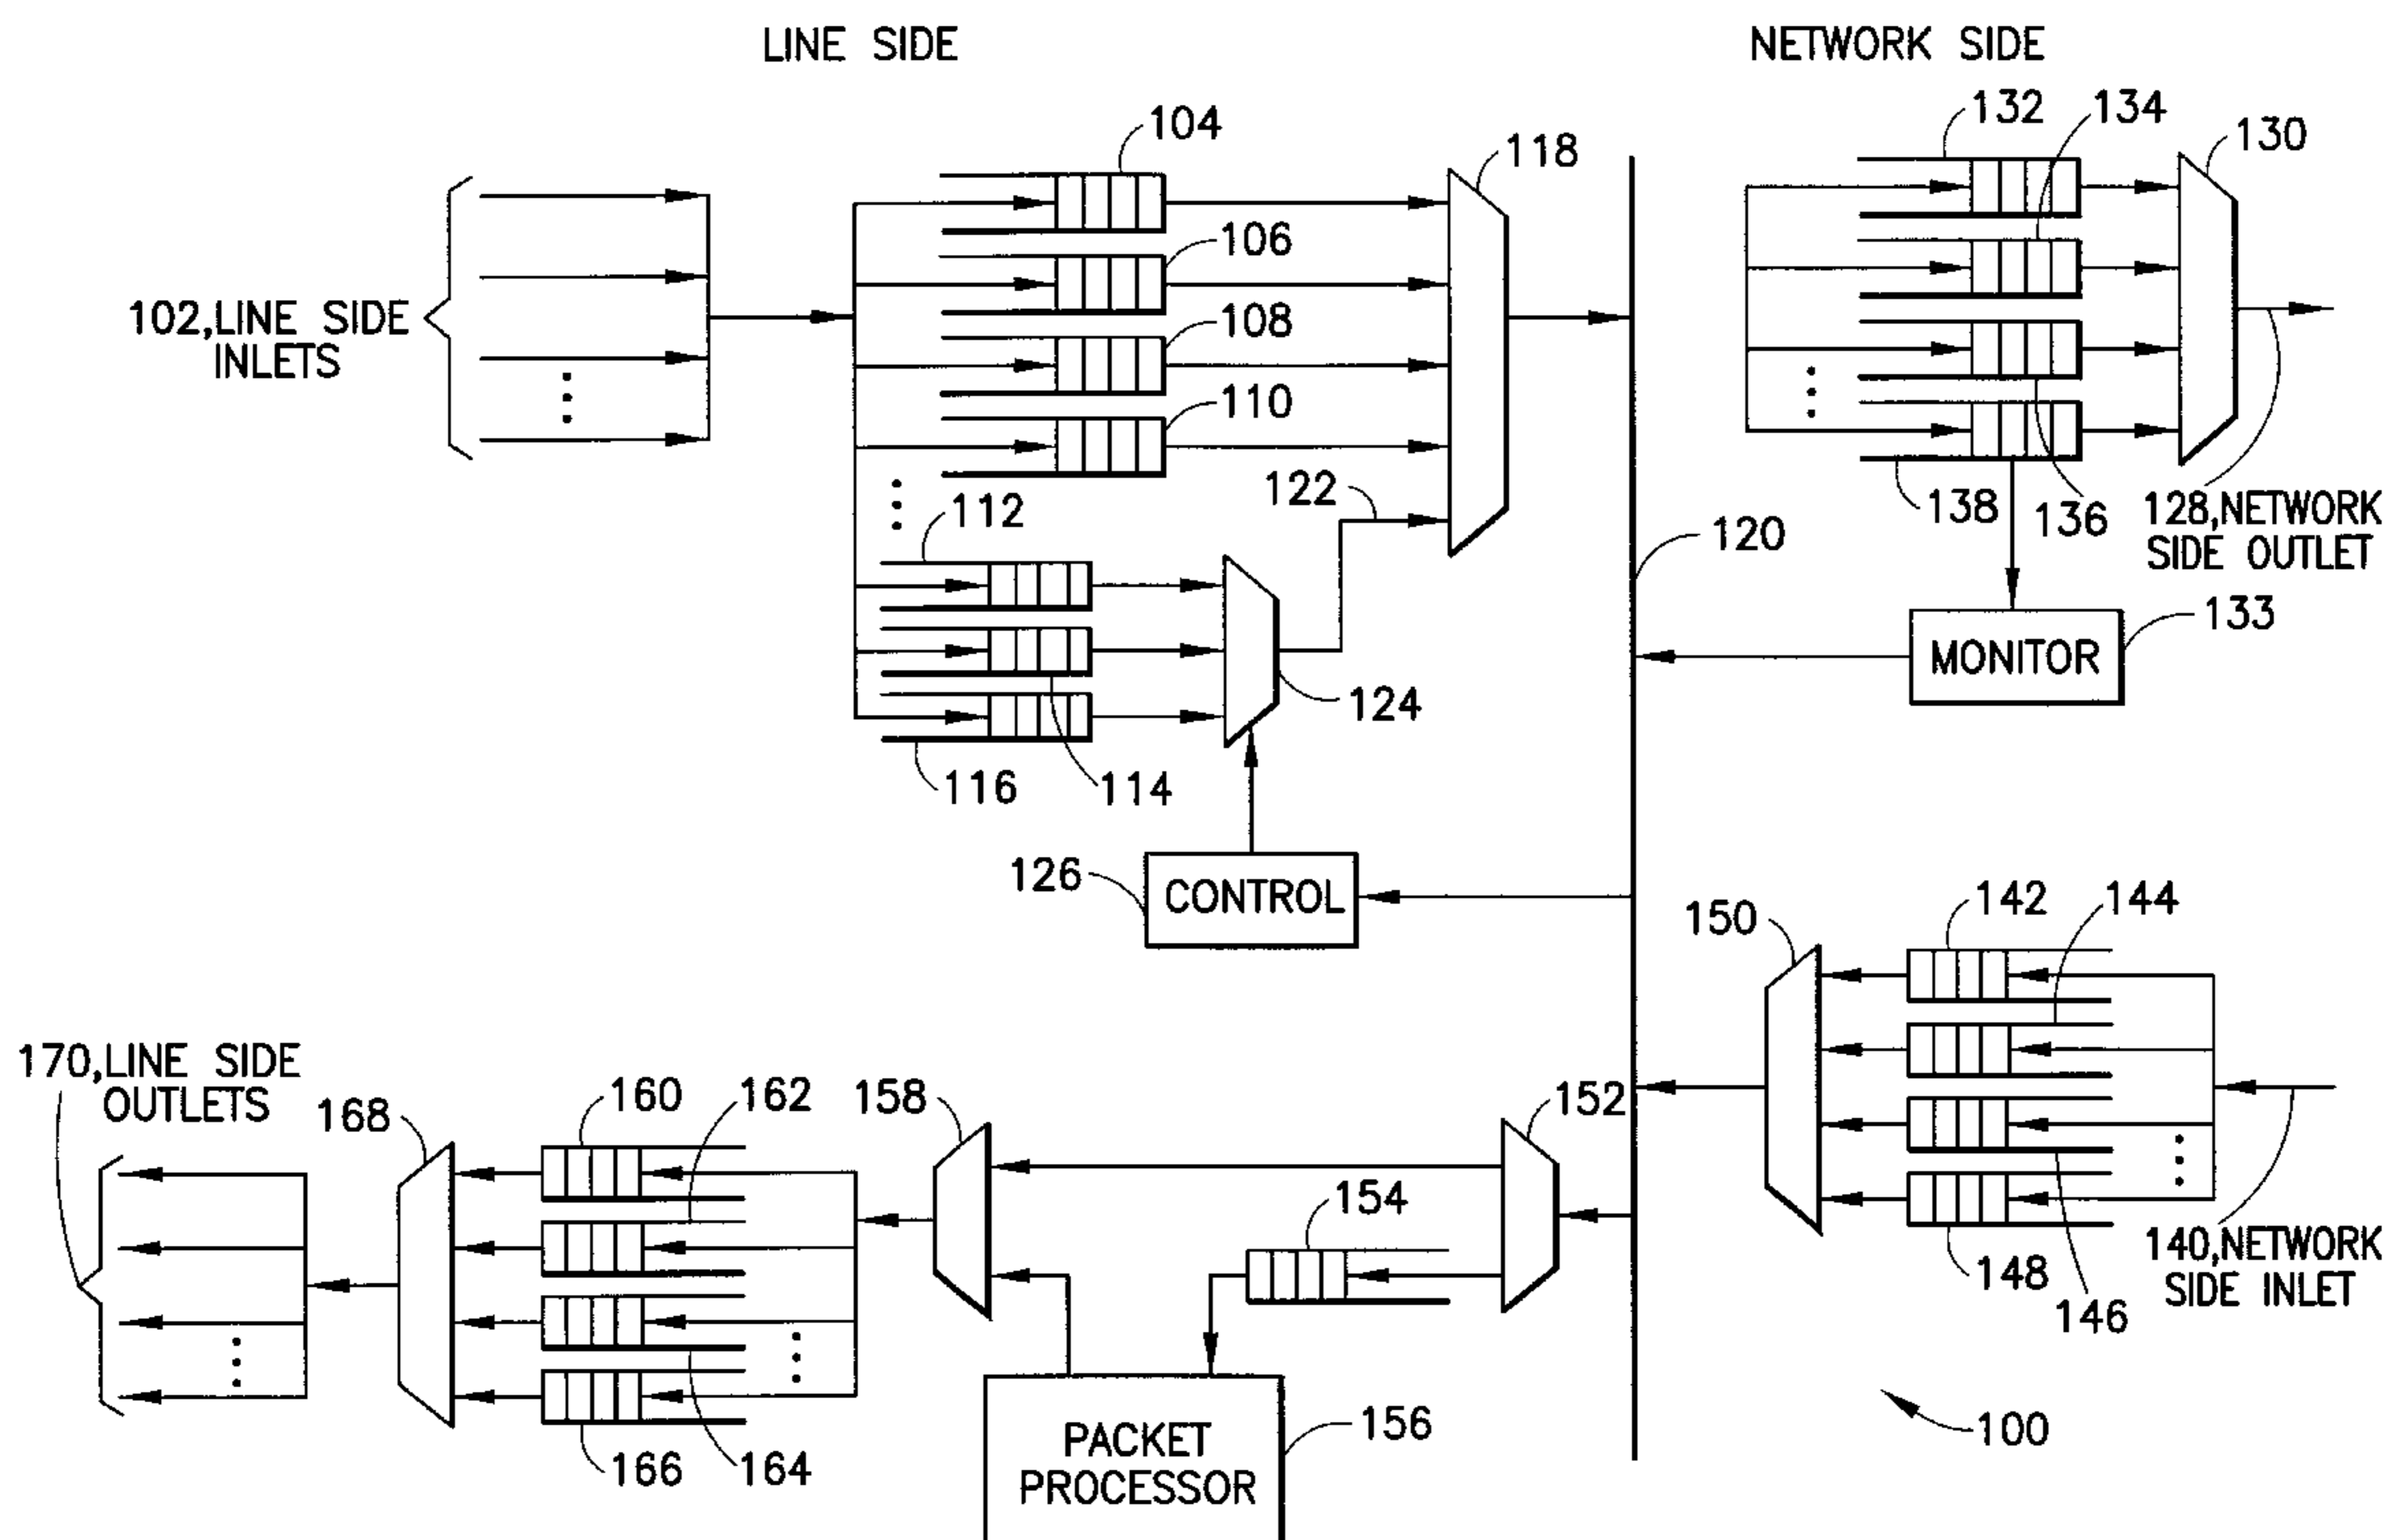 LINE SIDE
NETWORK SIDE
104
106
108
110
118
132
134
130
102,LINE SIDE
INLETS
112
122
120
138
136
128,NETWORK
SIDE OUTLET
133
MONITOR
124
116
114
126
CONTROL
150
142
144
170,LINE SIDE
OUTLETS
168
160
162
158
152
154
148
146
140,NETWORK
SIDE INLET
166
164
PACKET
PROCESSOR
156
100